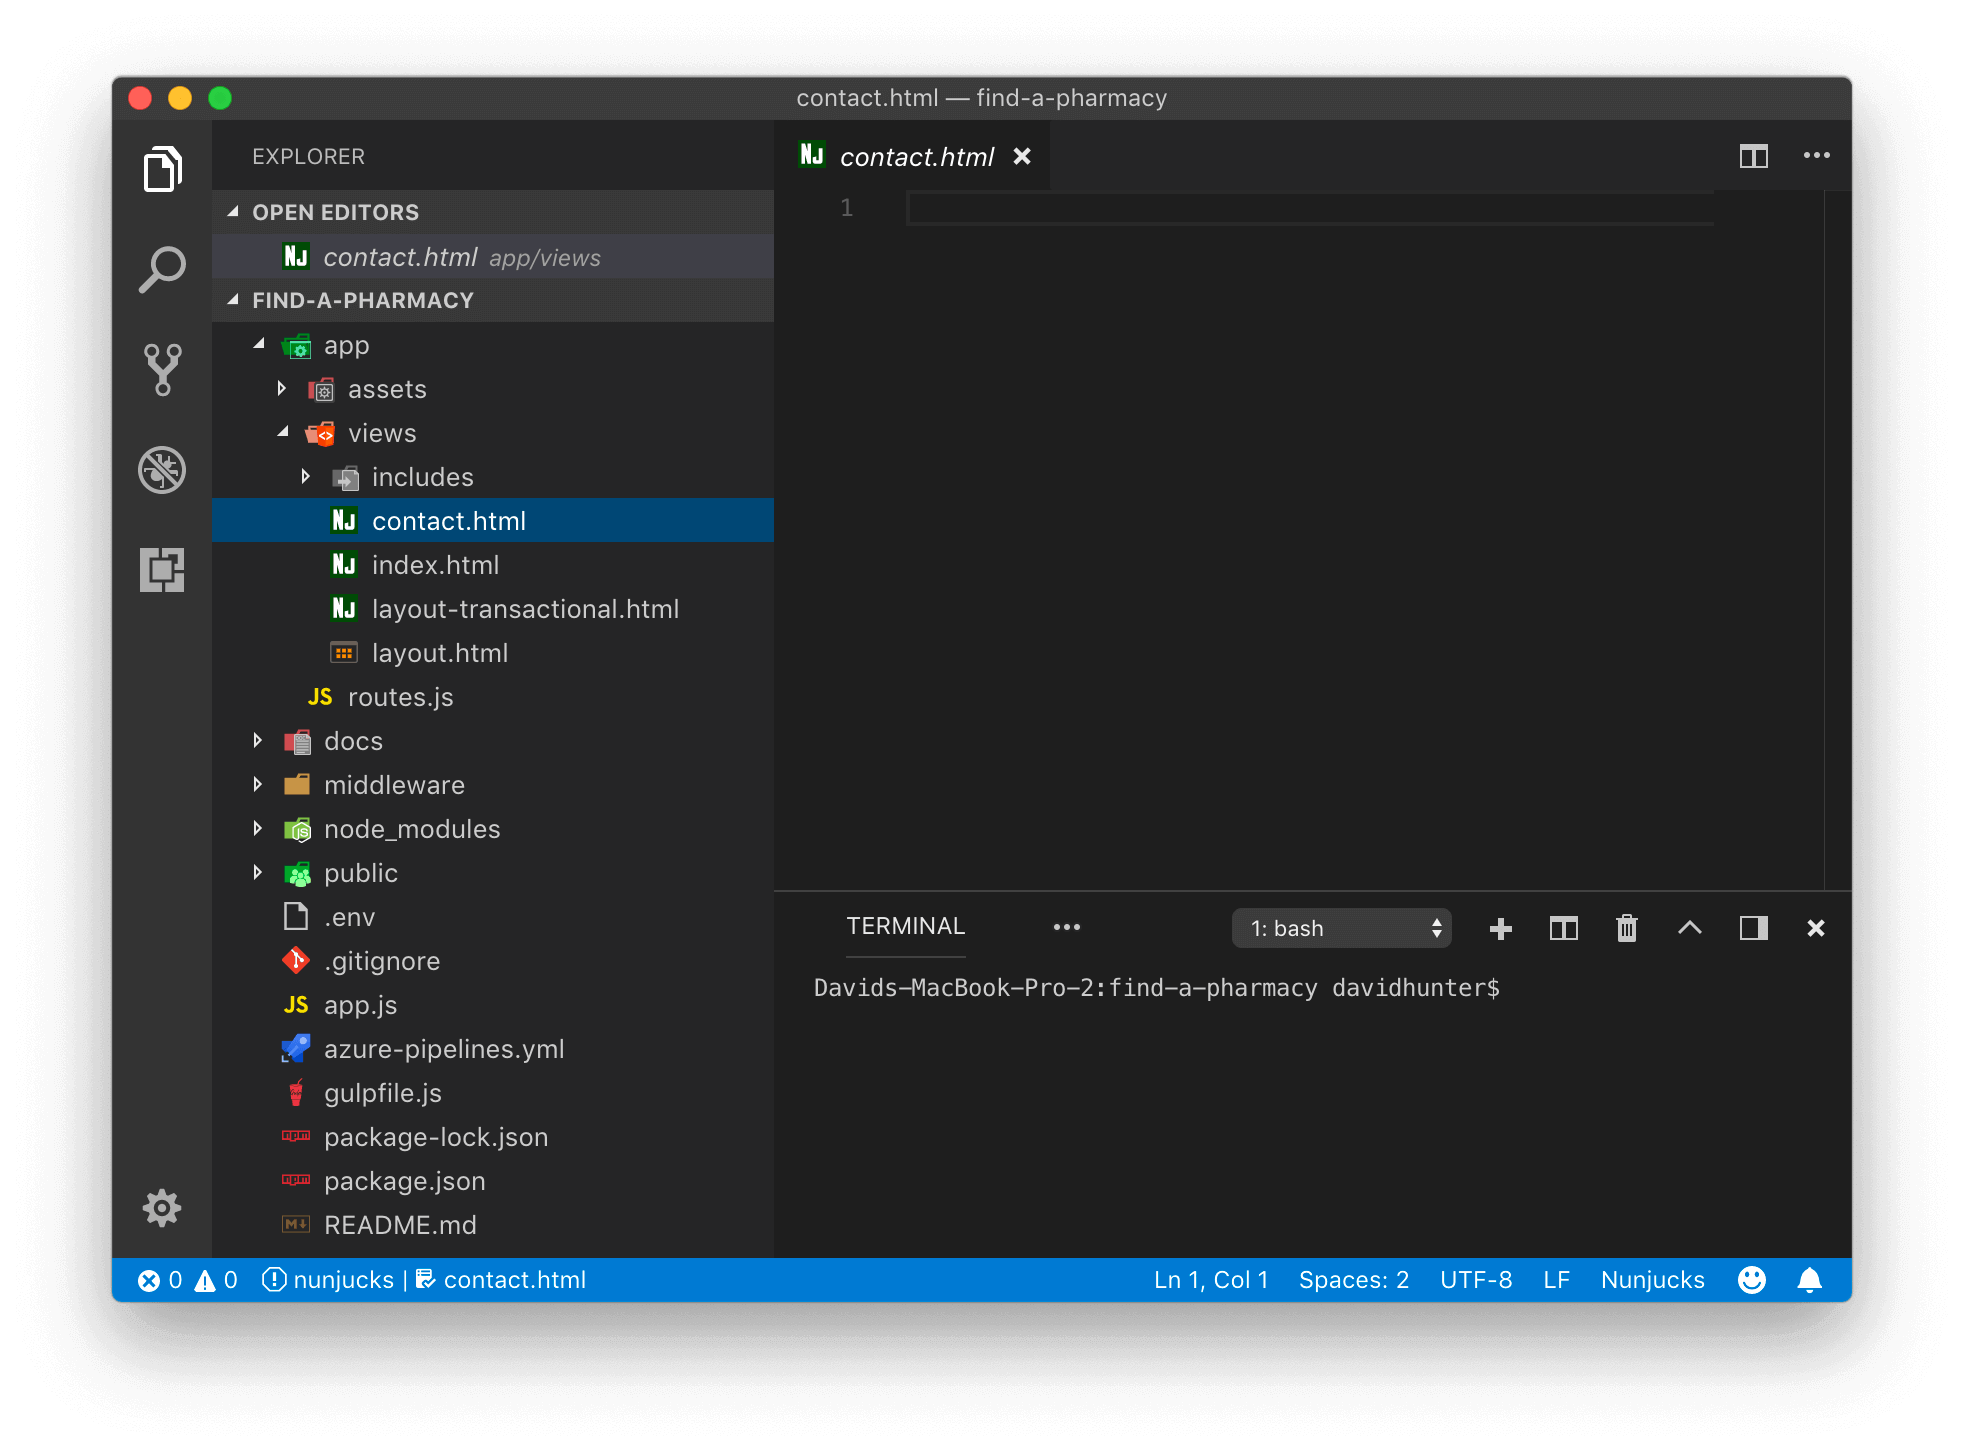 contact.html — find-a-pharmacy
EXPLORER
OPEN EDITORS
NJ contact.html app/views
FIND-A-PHARMACY
app
assets
views
includes
NJ contact.html
NJ index.html
NJ layout-transactional.html
layout.html
JS routes.js
docs
middleware
JS node_modules
public
.env
.gitignore
JS app.js
azure-pipelines.yml
gulpfile.js
package-lock.json
package.json
M README.md
NJ contact.html
1
TERMINAL
1: bash
Davids-MacBook-Pro-2:find-a-pharmacy davidhunter$
0 0 nunjucks | contact.html
Ln 1, Col 1 Spaces: 2 UTF-8 LF Nunjucks